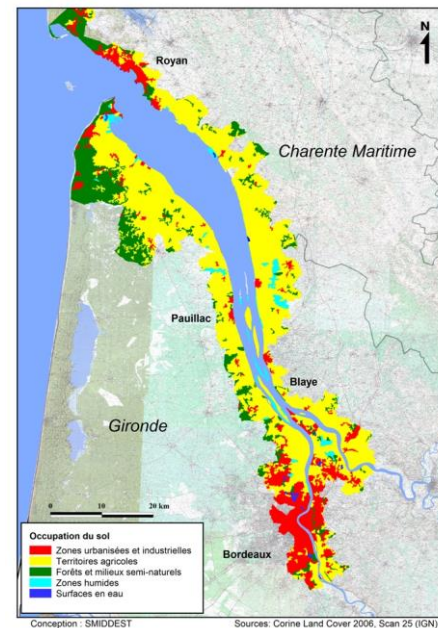 N
Royan
Charente Maritime
Pauillac
Blaye
Gironde
0 10 20 km
Occupation du sol
Zones urbanisées et industrielles
Territoires agricoles
Forêts et milieux semi-naturels
Zones humides
Surfaces en eau
Bordeaux
Conception : SMIDDEST
Sources: Corine Land Cover 2006, Scan 25 (IGN)